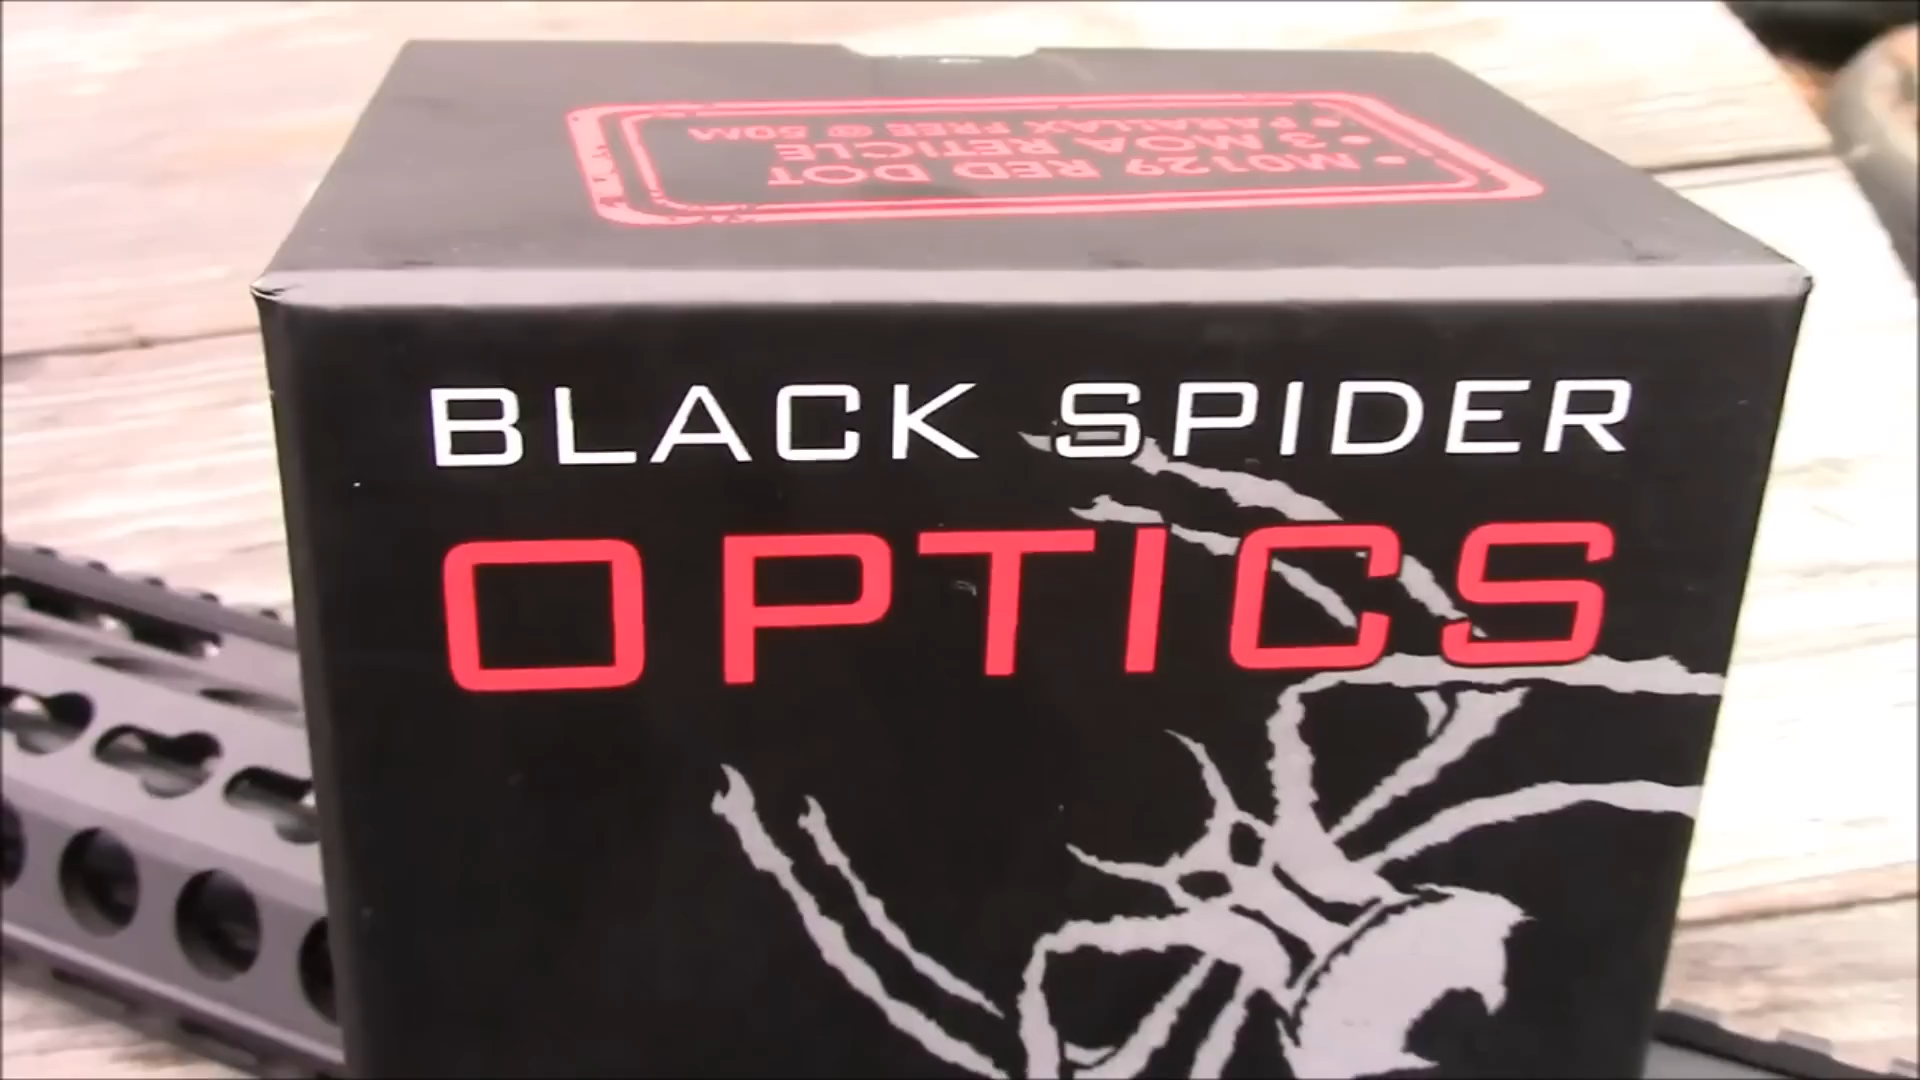 • M0129 RED DOT
• 3 MOA RETICLE
• PARALLAX FREE @ 50M
BLACK SPIDER
OPTICS